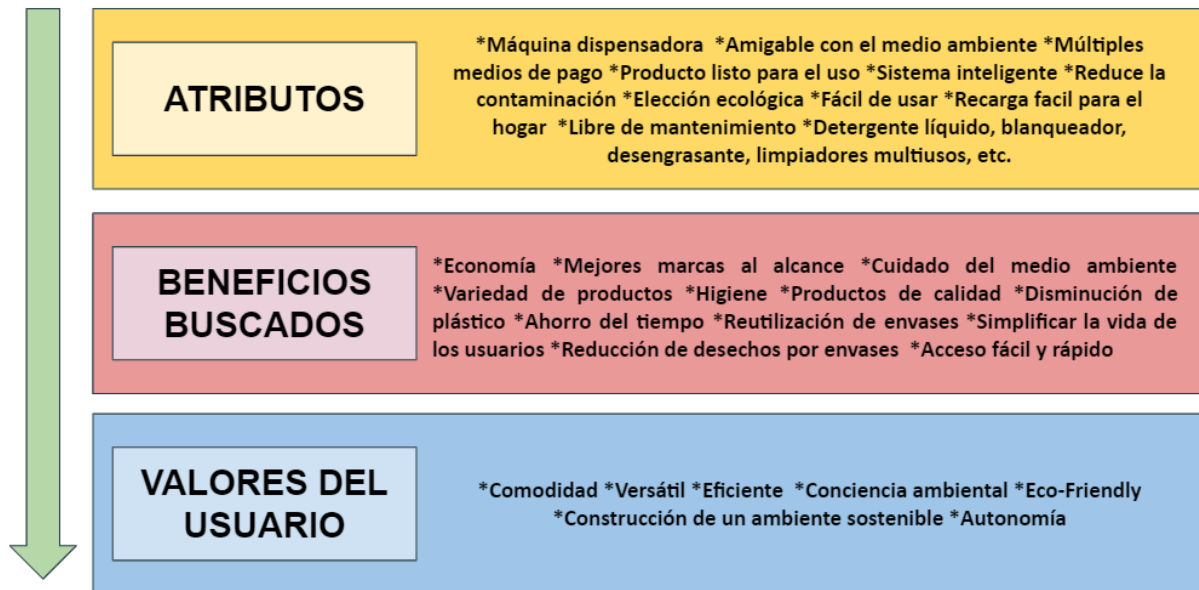 ATRIBUTOS
*Máquina dispensadora *Amigable con el medio ambiente *Múltiples
medios de pago *Producto listo para el uso *Sistema inteligente *Reduce la
contaminación *Elección ecológica *Fácil de usar *Recarga facil para el
hogar *Libre de mantenimiento *Detergente líquido, blanqueador,
desengrasante, limpiadores multiusos, etc.
BENEFICIOS
BUSCADOS
*Economía *Mejores marcas al alcance *Cuidado del medio ambiente
*Variedad de productos *Higiene *Productos de calidad *Disminución de
plástico *Ahorro del tiempo *Reutilización de envases *Simplificar la vida de
los usuarios *Reducción de desechos por envases *Acceso fácil y rápido
VALORES DEL
USUARIO
*Comodidad *Versátil *Eficiente *Conciencia ambiental *Eco-Friendly
*Construcción de un ambiente sostenible *Autonomía